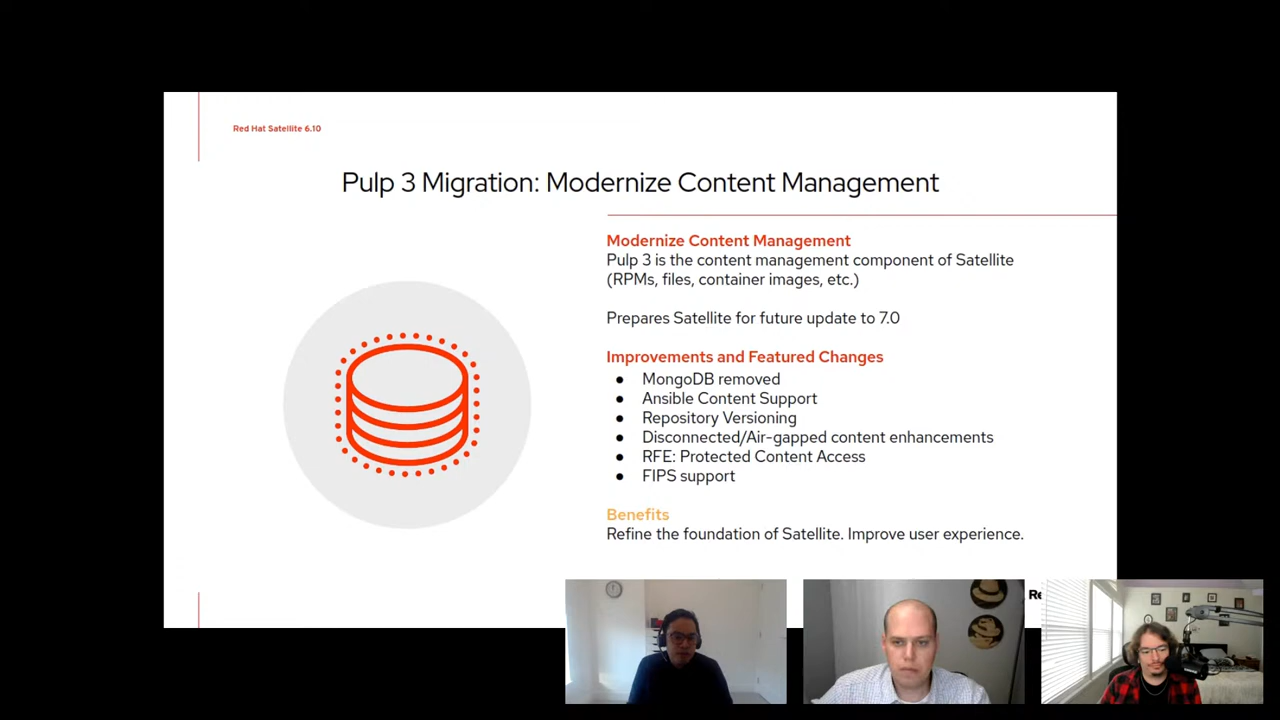 Red Hat Satellite 6.10
Pulp 3 Migration: Modernize Content Management
Modernize Content Management
Pulp 3 is the content management component of Satellite
(RPMs, files, container images, etc.)
Prepares Satellite for future update to 7.0
Improvements and Featured Changes
● MongoDB removed
● Ansible Content Support
● Repository Versioning
● Disconnected/Air-gapped content enhancements
● RFE: Protected Content Access
● FIPS support
Benefits
Refine the foundation of Satellite. Improve user experience.
Re